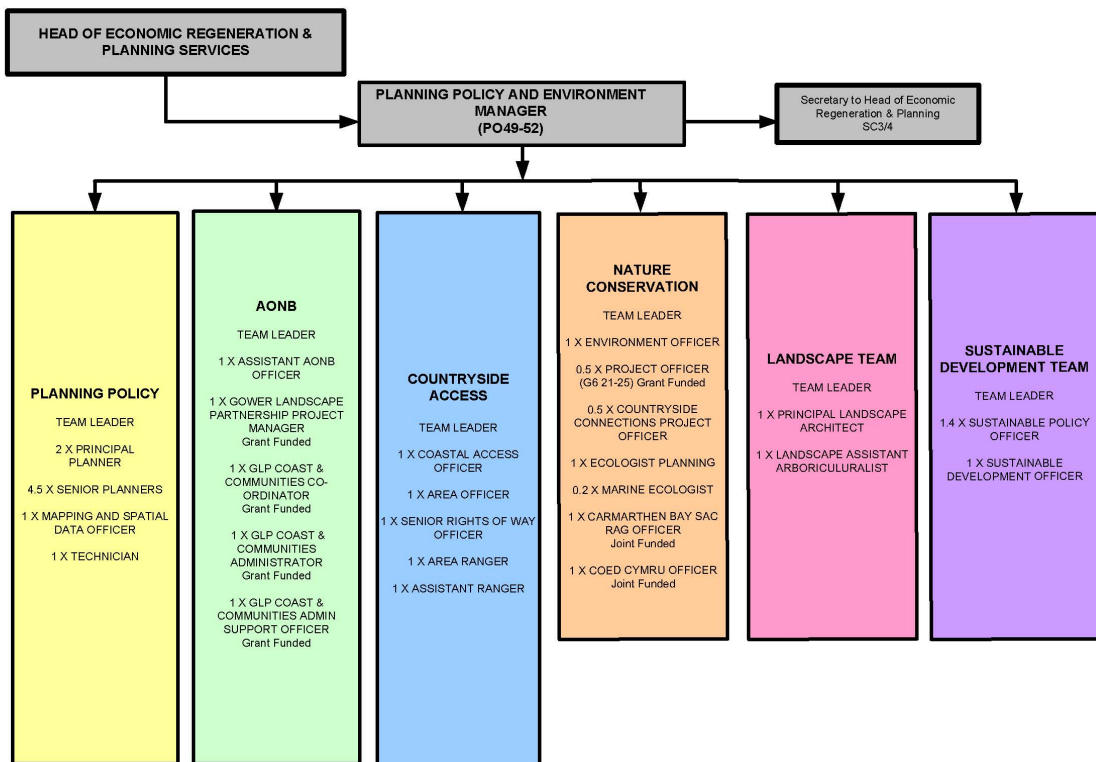 HEAD OF ECONOMIC REGENERATION &
PLANNING SERVICES
PLANNING POLICY AND ENVIRONMENT
MANAGER
(PO49-52)
Secretary to Head of Economic
Regeneration & Planning
SC3/4
PLANNING POLICY
TEAM LEADER
2 X PRINCIPAL
PLANNER
4.5 X SENIOR PLANNERS
1 X MAPPING AND SPATIAL
DATA OFFICER
1 X TECHNICIAN
AONB
TEAM LEADER
1 X ASSISTANT AONB
OFFICER
1 X GOWER LANDSCAPE
PARTNERSHIP PROJECT
MANAGER
Grant Funded
1 X GLP COAST &
COMMUNITIES CO-
ORDINATOR
Grant Funded
1 X GLP COAST &
COMMUNITIES
ADMINISTRATOR
Grant Funded
1 X GLP COAST &
COMMUNITIES ADMIN
SUPPORT OFFICER
Grant Funded
COUNTRYSIDE
ACCESS
TEAM LEADER
1 X COASTAL ACCESS
OFFICER
1 X AREA OFFICER
1 X SENIOR RIGHTS OF WAY
OFFICER
1 X AREA RANGER
1 X ASSISTANT RANGER
NATURE
CONSERVATION
TEAM LEADER
1 X ENVIRONMENT OFFICER
0.5 X PROJECT OFFICER
(G6 21-25) Grant Funded
0.5 X COUNTRYSIDE
CONNECTIONS PROJECT
OFFICER
1 X ECOLOGIST PLANNING
0.2 X MARINE ECOLOGIST
1 X CARMARTHEN BAY SAC
RAG OFFICER
Joint Funded
1 X COED CYMRU OFFICER
Joint Funded
LANDSCAPE TEAM
TEAM LEADER
1 X PRINCIPAL LANDSCAPE
ARCHITECT
1 X LANDSCAPE ASSISTANT
ARBORICULURALIST
SUSTAINABLE
DEVELOPMENT TEAM
TEAM LEADER
1.4 X SUSTAINABLE POLICY
OFFICER
1 X SUSTAINABLE
DEVELOPMENT OFFICER